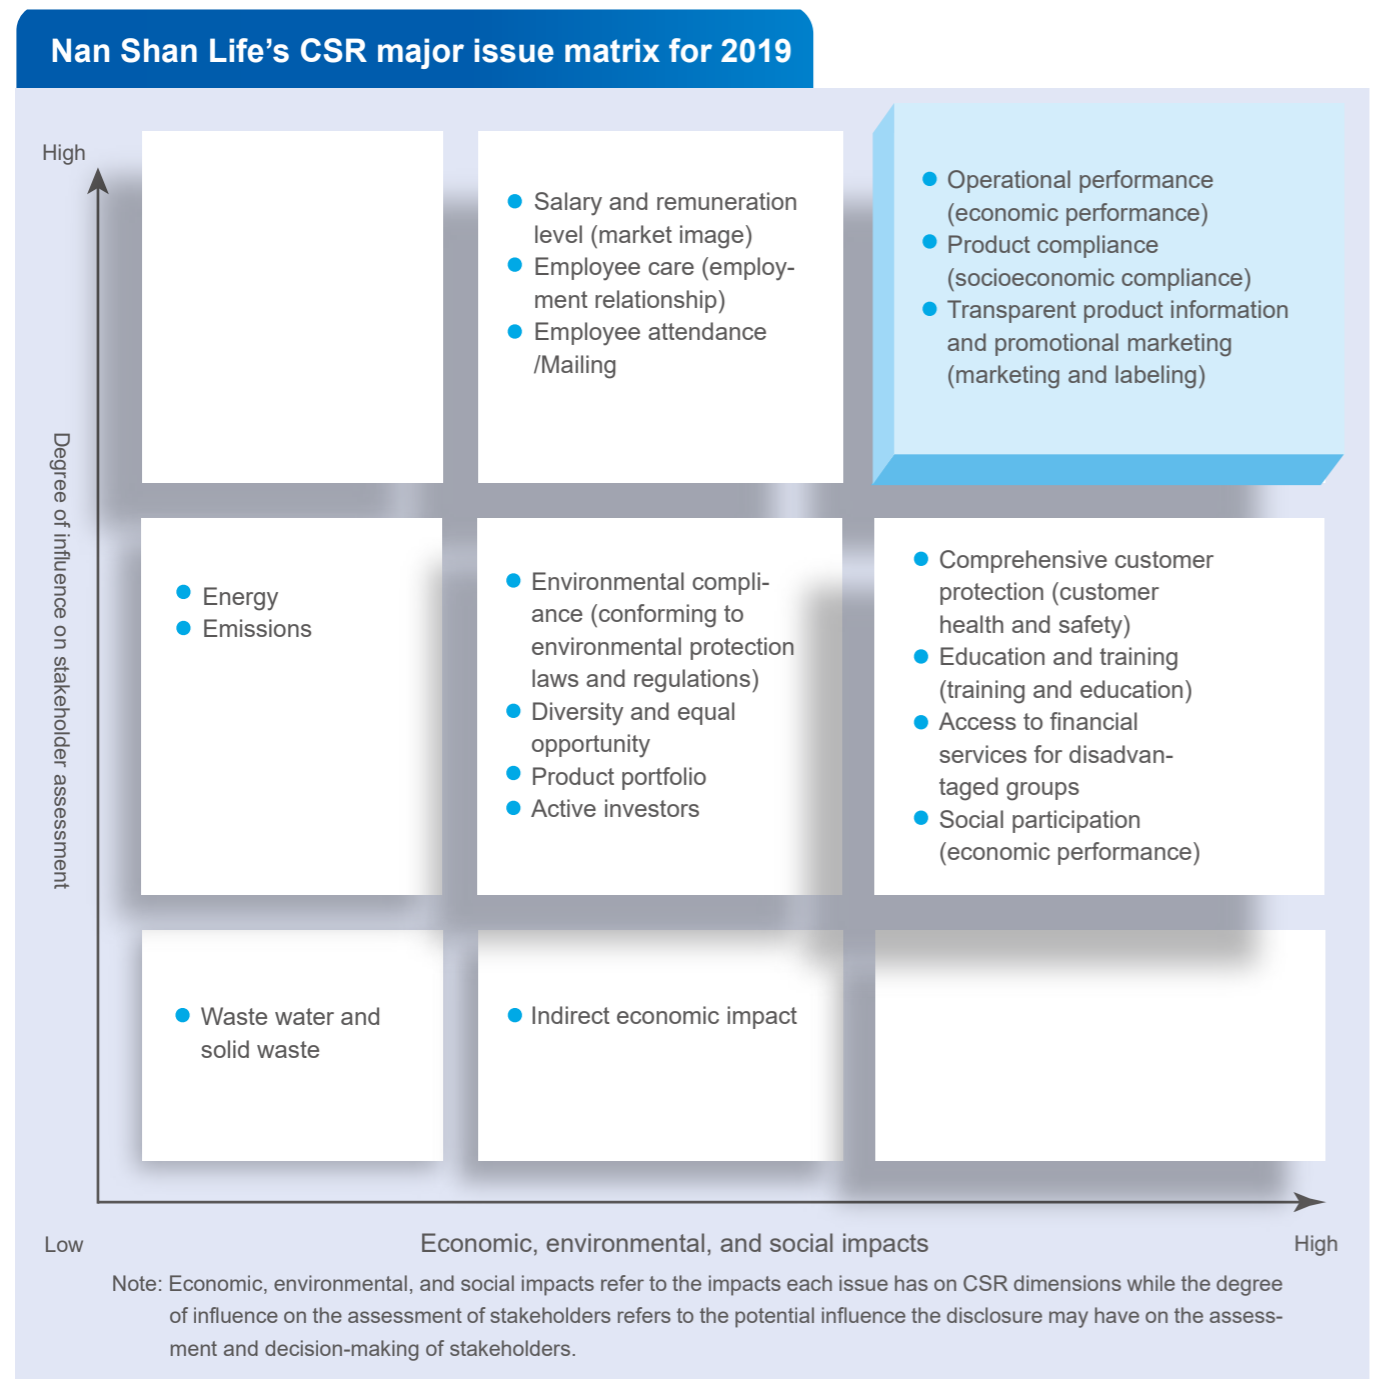 Nan Shan Life's CSR major issue matrix for 2019
High
Degree of influence on stakeholder assessment
Salary and remuneration
level (market image)
Employee care (employ-
ment relationship)
Employee attendance
/Mailing
Operational performance
(economic performance)
Product compliance
(socioeconomic compliance)
Transparent product information
and promotional marketing
(marketing and labeling)
Energy
Emissions
Environmental compli-
ance (conforming to
environmental protection
laws and regulations)
Diversity and equal
opportunity
Product portfolio
Active investors
Comprehensive customer
protection (customer
health and safety)
Education and training
(training and education)
Access to financial
services for disadvan-
taged groups
Social participation
(economic performance)
Waste water and
solid waste
Indirect economic impact
Low
Economic, environmental, and social impacts
High
Note: Economic, environmental, and social impacts refer to the impacts each issue has on CSR dimensions while the degree
of influence on the assessment of stakeholders refers to the potential influence the disclosure may have on the assess-
ment and decision-making of stakeholders.